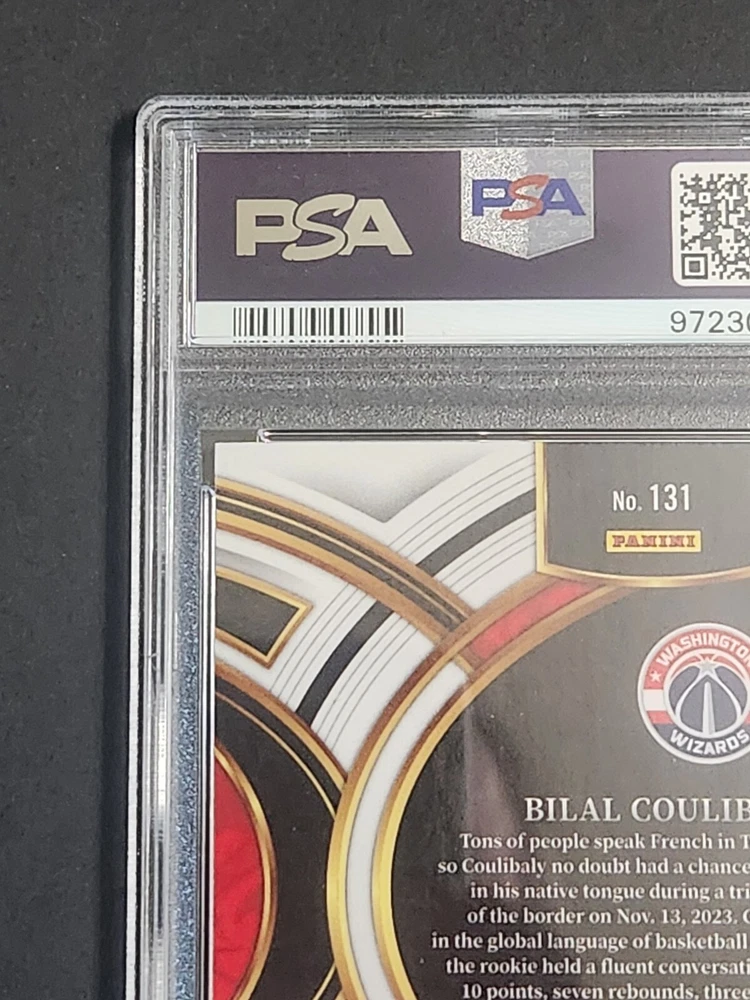 PSA
PSA
97230
No. 131
PANINI
WASHINGTON
WIZARDS
BILAL COULIB
Tons of people speak French in T
so Coulibaly no doubt had a chance
in his native tongue during a tri
of the border on Nov. 13, 2023. C
in the global language of basketball
the rookie held a fluent conversati
10 points, seven rebounds, three